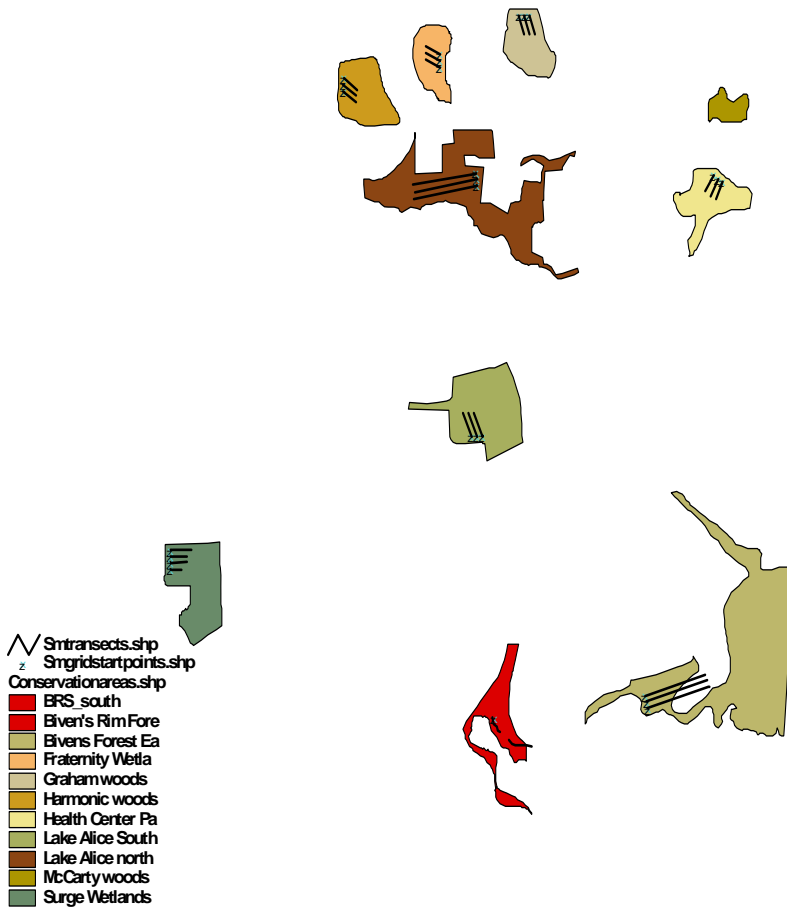 Smtransects.shp
z Smgridstartpoints.shp
Conservationareas.shp
BRS_south
Biven's Rim Fore
Bivens Forest Ea
Fraternity Wetla
Graham woods
Harmonic woods
Health Center Pa
Lake Alice South
Lake Alice north
McCarty woods
Surge Wetlands